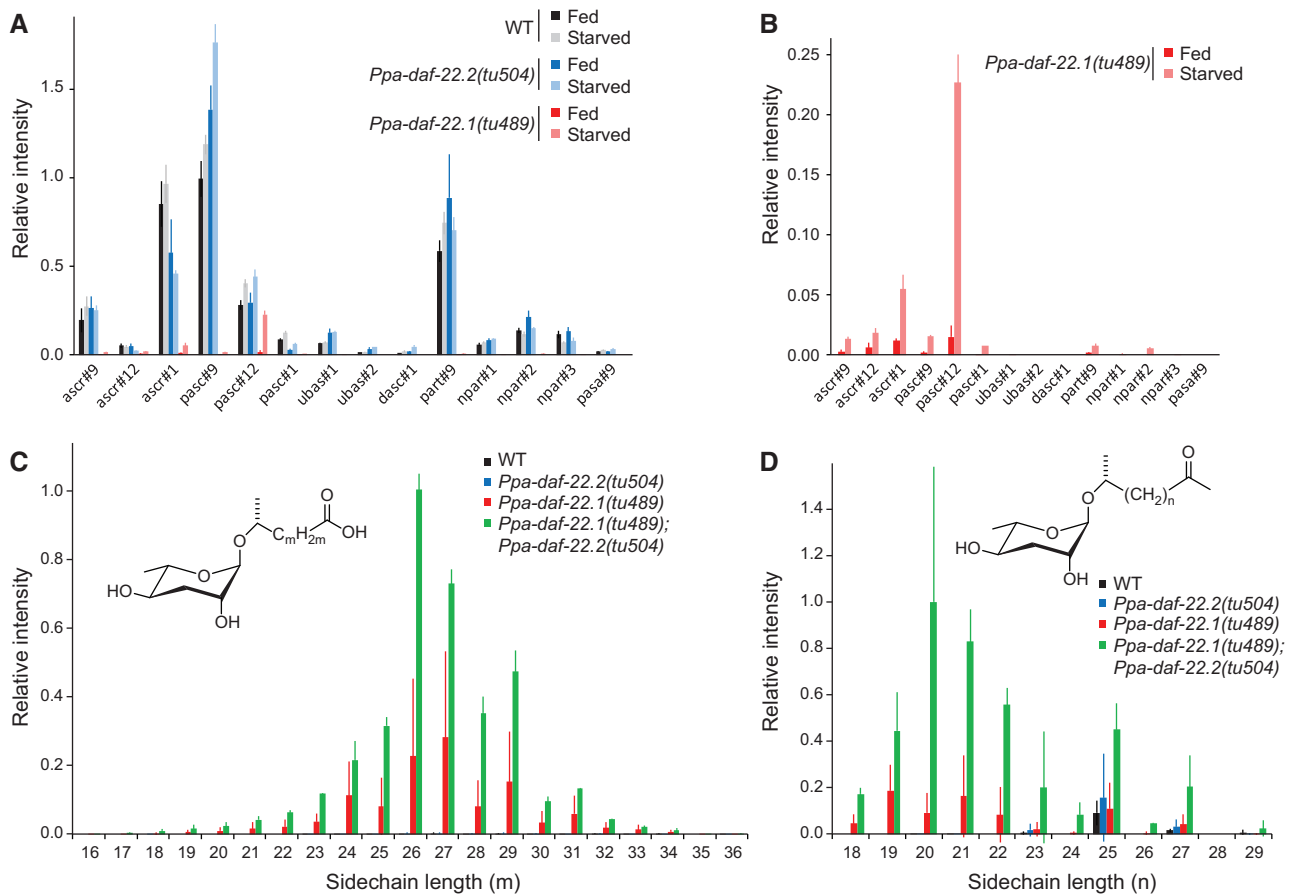 A
Relative intensity
1.5
1.0
0.5
0.0
WT
Fed
Starved
Ppa-daf-22.2(tu504)
Fed
Starved
Ppa-daf-22.1(tu489)
Fed
Starved
ascr#9
ascr#12
ascr#1
pasc#9
pasc#12
pasc#1
ubas#1
ubas#2
dasc#1
part#9
npar#1
npar#2
npar#3
pasa#9
B
Relative intensity
0.25
0.20
0.15
0.10
0.05
0.00
Ppa-daf-22.1(tu489)
Fed
Starved
ascr#9
ascr#12
ascr#1
pasc#9
pasc#12
pasc#1
ubas#1
ubas#2
dasc#1
part#9
npar#1
npar#2
npar#3
pasa#9
C
Relative intensity
1.0
0.8
0.6
0.4
0.2
0.0
O
CmH2m
OH
O
O
HO
OH
WT
Ppa-daf-22.2(tu504)
Ppa-daf-22.1(tu489)
Ppa-daf-22.1(tu489);
Ppa-daf-22.2(tu504)
16 17 18 19 20 21 22 23 24 25 26 27 28 29 30 31 32 33 34 35 36
Sidechain length (m)
D
Relative intensity
1.4
1.2
1.0
0.8
0.6
0.4
0.2
0.0
O
(CH2)n
O
O
HO
OH
WT
Ppa-daf-22.2(tu504)
Ppa-daf-22.1(tu489)
Ppa-daf-22.1(tu489);
Ppa-daf-22.2(tu504)
18 19 20 21 22 23 24 25 26 27 28 29
Sidechain length (n)